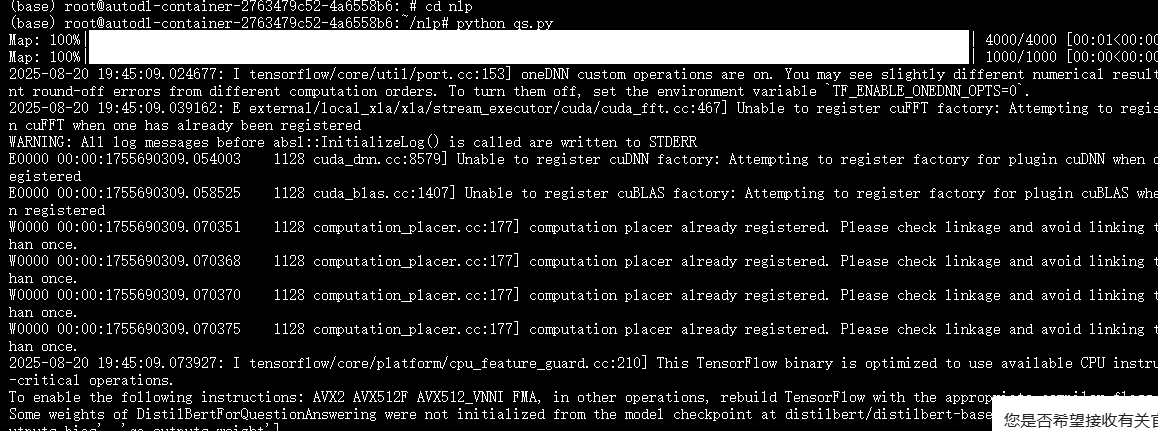 (base) root@autodl-container-2763479c52-4a6558b6: # cd nlp
(base) root@autodl-container-2763479c52-4a6558b6:~/nlp# python qs.py
Map: 100%| | 4000/4000 [00:01<00:00
Map: 100%| | 1000/1000 [00:00<00:00
2025-08-20 19:45:09.024677: I tensorflow/core/util/port.cc:153] oneDNN custom operations are on. You may see slightly different numerical result
nt round-off errors from different computation orders. To turn them off, set the environment variable `TF_ENABLE_ONEDNN_OPTS=0`.
2025-08-20 19:45:09.039162: E external/local_xla/xla/stream_executor/cuda/cuda_fft.cc:467] Unable to register cuFFT factory: Attempting to regis
n cuFFT when one has already been registered
WARNING: All log messages before absl::InitializeLog() is called are written to STDERR
E0000 00:00:1755690309.054003 1128 cuda_dnn.cc:8579] Unable to register cuDNN factory: Attempting to register factory for plugin cuDNN when o
egistered
E0000 00:00:1755690309.058525 1128 cuda_blas.cc:1407] Unable to register cuBLAS factory: Attempting to register factory for plugin cuBLAS whe
n registered
W0000 00:00:1755690309.070351 1128 computation_placer.cc:177] computation placer already registered. Please check linkage and avoid linking t
han once.
W0000 00:00:1755690309.070368 1128 computation_placer.cc:177] computation placer already registered. Please check linkage and avoid linking t
han once.
W0000 00:00:1755690309.070370 1128 computation_placer.cc:177] computation placer already registered. Please check linkage and avoid linking t
han once.
W0000 00:00:1755690309.070375 1128 computation_placer.cc:177] computation placer already registered. Please check linkage and avoid linking t
han once.
2025-08-20 19:45:09.073927: I tensorflow/core/platform/cpu_feature_guard.cc:210] This TensorFlow binary is optimized to use available CPU instru
-critical operations.
To enable the following instructions: AVX2 AVX512F AVX512_VNNI FMA, in other operations, rebuild TensorFlow with the appropriate
Some weights of DistilBertForQuestionAnswering were not initialized from the model checkpoint at distilbert/distilbert-base
您是否希望接收有关官